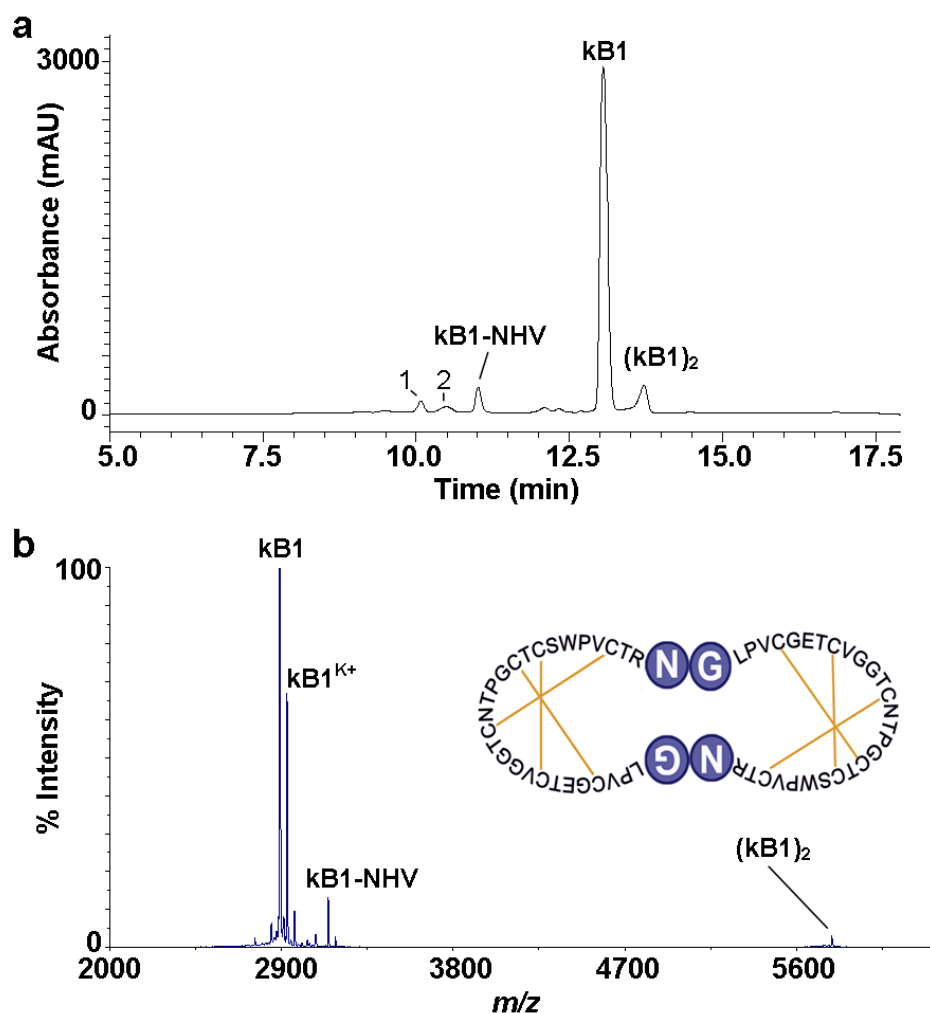 a
3000
0
Absorbance (mAU)
kB1
kB1-NHV
(kB1)₂
1 2
5.0 7.5 10.0 12.5 15.0 17.5
Time (min)
b
100
0
% Intensity
kB1
kB1ᴷ⁺
kB1-NHV
(kB1)₂
GLPVCGETCVGGTCNTPGCTCSWPVCTRN
GLPVCGETCVGGTCNTPGCTCSWPVCTRN
2000 2900 3800 4700 5600
m/z